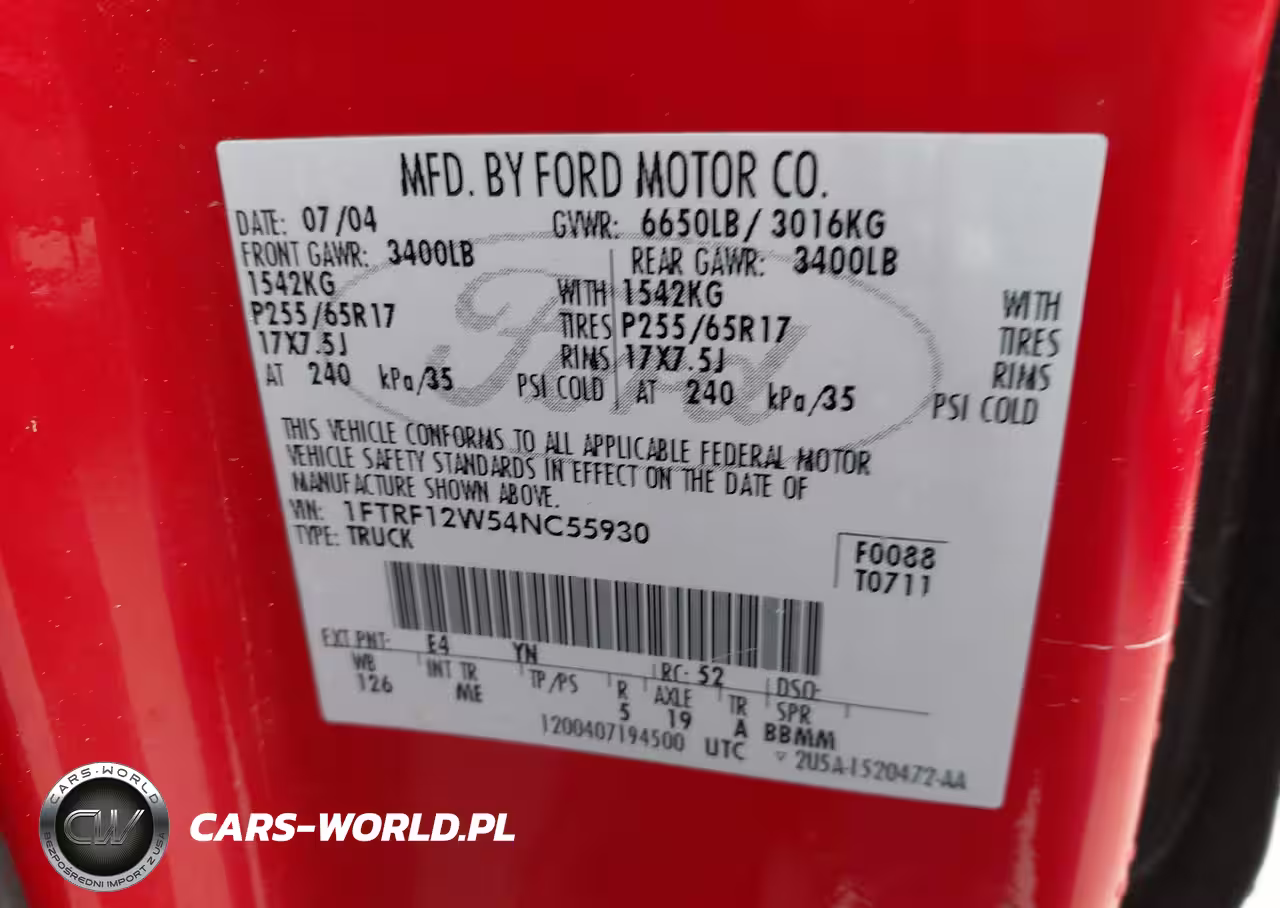 MFD. BY FORD MOTOR CO.
DATE: 07/04 GVWR: 6650LB/ 3016KG
FRONT GAWR: 3400LB REAR GAWR: 3400LB
1542KG WITH 1542KG WITH
P255/65R17 TIRES P255/65R17 TIRES
17X7.5J RIMS 17X7.5J RIMS
AT 240 kPa/35 PSI COLD AT 240 kPa/35 PSI COLD
Ford
THIS VEHICLE CONFORMS TO ALL APPLICABLE FEDERAL MOTOR
VEHICLE SAFETY STANDARDS IN EFFECT ON THE DATE OF
MANUFACTURE SHOWN ABOVE.
VIN: 1FTRF12W54NC55930
TYPE: TRUCK
F0088
T0711
EXT PNT: E4 YN RC: 52 DSO:
WB INT TR TP/PS R AXLE TR SPR
126 ME 5 19 A BBMM
1200407194500 UTC ▽ 2U5A-1520472-AA
CARS-WORLD
CW
BEZPOŚREDNI IMPORT Z USA
CARS-WORLD.PL